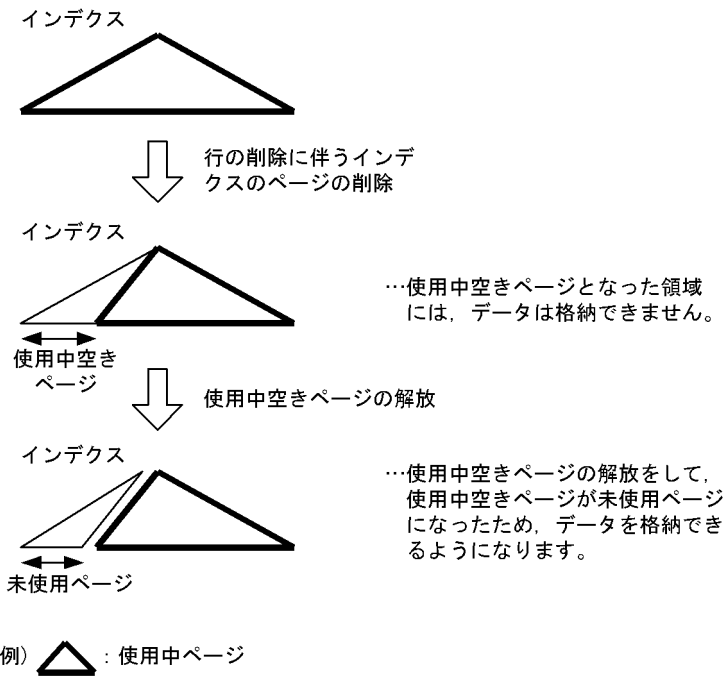 インデクス
行の削除に伴うインデ
クスのページの削除
インデクス
…使用中空きページとなった領域
には，データは格納できません。
使用中空き
ページ
使用中空きページの解放
インデクス
…使用中空きページの解放をして，
使用中空きページが未使用ページ
になったため，データを格納でき
るようになります。
未使用ページ
例） ：使用中ページ